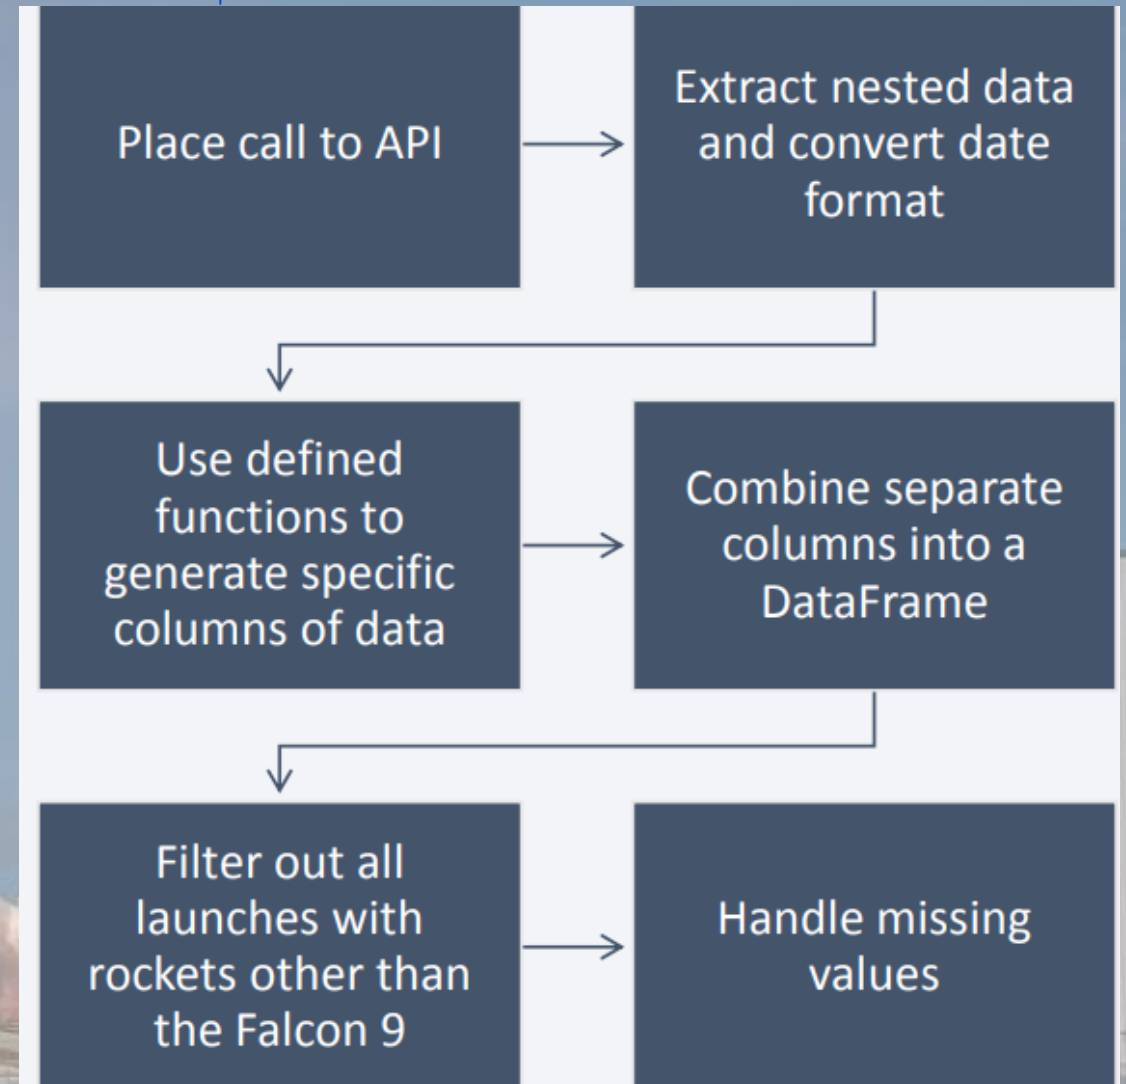 Place call to API
Extract nested data
and convert date
format
Use defined
functions to
generate specific
columns of data
Combine separate
columns into a
DataFrame
Filter out all
launches with
rockets other than
the Falcon 9
Handle missing
values